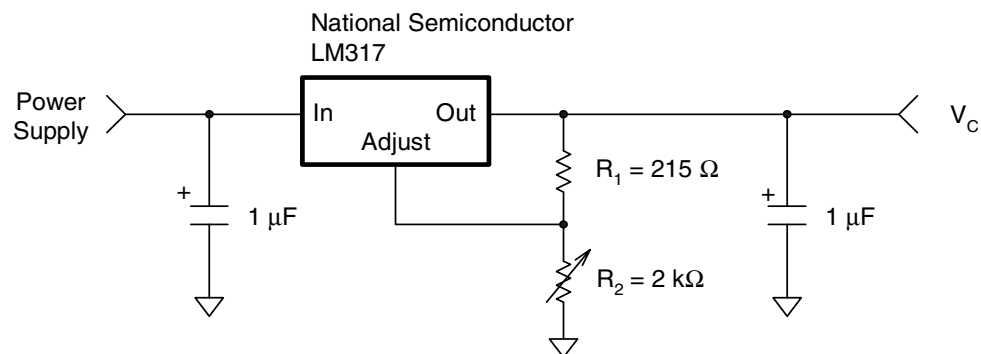 National Semiconductor
LM317
Power
Supply
In
Out
Adjust
V_C
R_1 = 215 Ω
+
1 μF
+
1 μF
R_2 = 2 kΩ